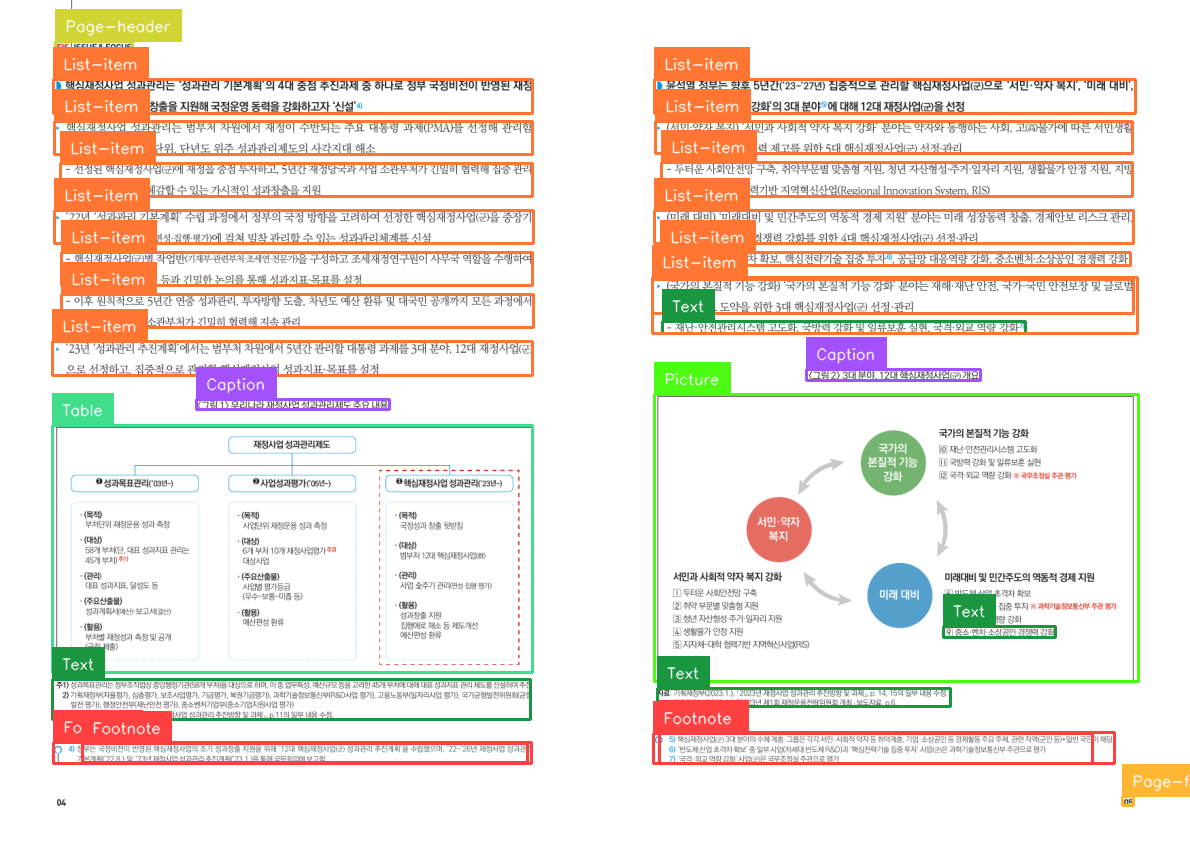 Page-header
FIS ISSUE & FOCUS
List-item
핵심재정사업 성과관리는 '성과관리 기본계획'의 4대 중점 추진과제 중 하나로 정부 국정비전이 반영된 재정
List-item
창출을 지원해 국정운영 동력을 강화하고자 '신설'4)
핵심재정사업 성과관리는 범부처 차원에서 재정이 수반되는 주요 대통령 과제(PMA)를 선정해 관리함
List-item
단위, 단년도 위주 성과관리제도의 사각지대 해소
- 선정된 핵심재정사업(군)에 재정을 중점 투자하고, 5년간 재정당국과 사업 소관부처가 긴밀히 협력해 집중 관리
List-item
체감할 수 있는 가시적인 성과창출을 지원
'22년 '성과관리 기본계획' 수립 과정에서 정부의 국정 방향을 고려하여 선정한 핵심재정사업(군)을 중장기
List-item
편성·집행·평가)에 걸쳐 밀착 관리할 수 있는 성과관리체계를 신설
- 핵심재정사업(군)별 작업반(기재부·관련부처·조세연·전문가)을 구성하고 조세재정연구원이 사무국 역할을 수행하여
List-item
등과 긴밀한 논의를 통해 성과지표·목표를 설정
- 이후 원칙적으로 5년간 연중 성과관리, 투자방향 도출, 차년도 예산 환류 및 대국민 공개까지 모든 과정에서
List-item
소관부처가 긴밀히 협력해 지속 관리
'23년 '성과관리 추진계획'에서는 범부처 차원에서 5년간 관리할 대통령 과제를 3대 분야, 12대 재정사업(군)
으로 선정하고, 집중적으로 관리할 핵심재정사업 성과지표·목표를 설정
Caption
<그림 1> 우리나라 재정사업 성과관리제도 주요 내용
Table
재정사업 성과관리제도
❶ 성과목표관리('03년~)
· (목적)
부처단위 재정운용 성과 측정
· (대상)
58개 부처(단, 대표 성과지표 관리는
45개 부처) 주1)
· (관리)
대표 성과지표, 달성도 등
· (주요산출물)
성과계획서(예산)·보고서(결산)
· (활용)
부처별 재정성과 측정 및 공개
❷ 사업성과평가('05년~)
· (목적)
사업단위 재정운용 성과 측정
· (대상)
6개 부처 10개 재정사업평가 주2)
대상사업
· (주요산출물)
사업별 평가등급
(우수-보통-미흡 등)
· (활용)
예산편성 환류
❸ 핵심재정사업 성과관리('23년~)
· (목적)
국정성과 창출 뒷받침
· (대상)
범부처 12대 핵심재정사업(群)
· (관리)
사업 全주기 관리(편성·집행·평가)
· (활용)
성과창출 지원
집행애로 해소 등 제도개선
예산편성 환류
Text
주1) 성과목표관리는 정부조직법상 중앙행정기관(58개 부처)을 대상으로 하며, 이 중 업무특성, 예산규모 등을 고려한 45개 부처에 대해 대표 성과지표 관리 제도를 신설하여 추진
2) 기획재정부(자율평가, 심층평가, 보조사업평가, 기금평가, 복권기금평가), 과학기술정보통신부(R&D사업 평가), 고용노동부(일자리사업 평가), 국가균형발전위원회(균형
발전 평가), 행정안전부(재난안전 평가), 중소벤처기업부(중소기업지원사업 평가)
사업 성과관리 추진방향 및 과제」, p.11의 일부 내용 수정.
Fo
Footnote
4) 정부는 국정비전이 반영된 핵심재정사업의 조기 성과창출 지원을 위해 '12대 핵심재정사업(군) 성과관리 추진계획'을 수립했으며, '22~'26년 재정사업 성과관리
기본계획('22.8.) 및 '23년 재정사업 성과관리 추진계획('23.1.)을 통해 국무회의에 보고함
04
List-item
윤석열 정부는 향후 5년간('23~'27년) 집중적으로 관리할 핵심재정사업(군)으로 '서민·약자 복지', '미래 대비',
List-item
강화'의 3대 분야5)에 대해 12대 재정사업(군)을 선정
(서민·약자 복지) '서민과 사회적 약자 복지 강화' 분야는 약자와 동행하는 사회, 고(高)물가에 따른 서민생활
List-item
력 제고를 위한 5대 핵심재정사업(군) 선정·관리
- 두터운 사회안전망 구축, 취약부문별 맞춤형 지원, 청년 자산형성·주거·일자리 지원, 생활물가 안정 지원, 지방
List-item
력기반 지역혁신산업(Regional Innovation System, RIS)
(미래 대비) '미래대비 및 민간주도의 역동적 경제 지원' 분야는 미래 성장동력 창출, 경제안보 리스크 관리,
List-item
경쟁력 강화를 위한 4대 핵심재정사업(군) 선정·관리
List-item
차 확보, 핵심전략기술 집중 투자6), 공급망 대응역량 강화, 중소벤처·소상공인 경쟁력 강화
(국가의 본질적 기능 강화) '국가의 본질적 기능 강화' 분야는 재해·재난 안전, 국가·국민 안전보장 및 글로벌
Text
도약을 위한 3대 핵심재정사업(군) 선정·관리
- 재난·안전관리시스템 고도화, 국방력 강화 및 일류보훈 실현, 국격·외교 역량 강화7)
Caption
<그림 2> 3대 분야, 12대 핵심재정사업(군) 개요
Picture
국가의
본질적 기능
강화
국가의 본질적 기능 강화
10 재난·안전관리시스템 고도화
11 국방력 강화 및 일류보훈 실현
12 국격·외교 역량 강화 ※ 국무조정실 주관 평가
서민·약자
복지
서민과 사회적 약자 복지 강화
1 두터운 사회안전망 구축
2 취약 부문별 맞춤형 지원
3 청년 자산형성·주거·일자리 지원
4 생활물가 안정 지원
5 지자체-대학 협력기반 지역혁신사업(RIS)
미래 대비
미래대비 및 민간주도의 역동적 경제 지원
6 반도체 산업 초격차 확보
집중 투자 ※ 과학기술정보통신부 주관 평가
Text
역량 강화
9 중소·벤처·소상공인 경쟁력 강화
Text
자료: 기획재정부(2023.1.), 「2023년 재정사업 성과관리 추진방향 및 과제」, p. 14, 15의 일부 내용 수정.
년 제1회 재정운용전략위원회 개최」, 보도자료, p.6.
Footnote
5) 핵심재정사업(군) 3대 분야의 수혜 계층·그룹은 각각 서민·사회적 약자 등 취약계층, 기업·소상공인 등 경제활동 주요 주체, 관련 직역(군인 등)+일반 국민이 해당
6) '반도체 산업 초격차 확보' 중 일부 사업(차세대 반도체 R&D)과 '핵심전략기술 집중 투자' 사업(군)은 과학기술정보통신부 주관으로 평가
7) '국격·외교 역량 강화' 사업(군)은 국무조정실 주관으로 평가
Page-f
05